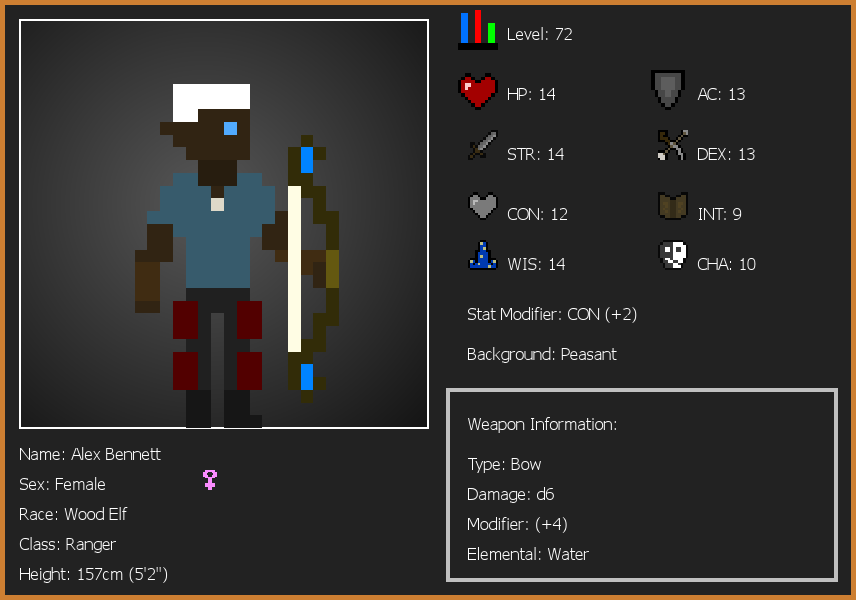 Level: 72
HP: 14
AC: 13
STR: 14
DEX: 13
CON: 12
INT: 9
WIS: 14
CHA: 10
Stat Modifier: CON (+2)
Background: Peasant
Weapon Information:
Type: Bow
Damage: d6
Modifier: (+4)
Elemental: Water
Name: Alex Bennett
Sex: Female
Race: Wood Elf
Class: Ranger
Height: 157cm (5'2")